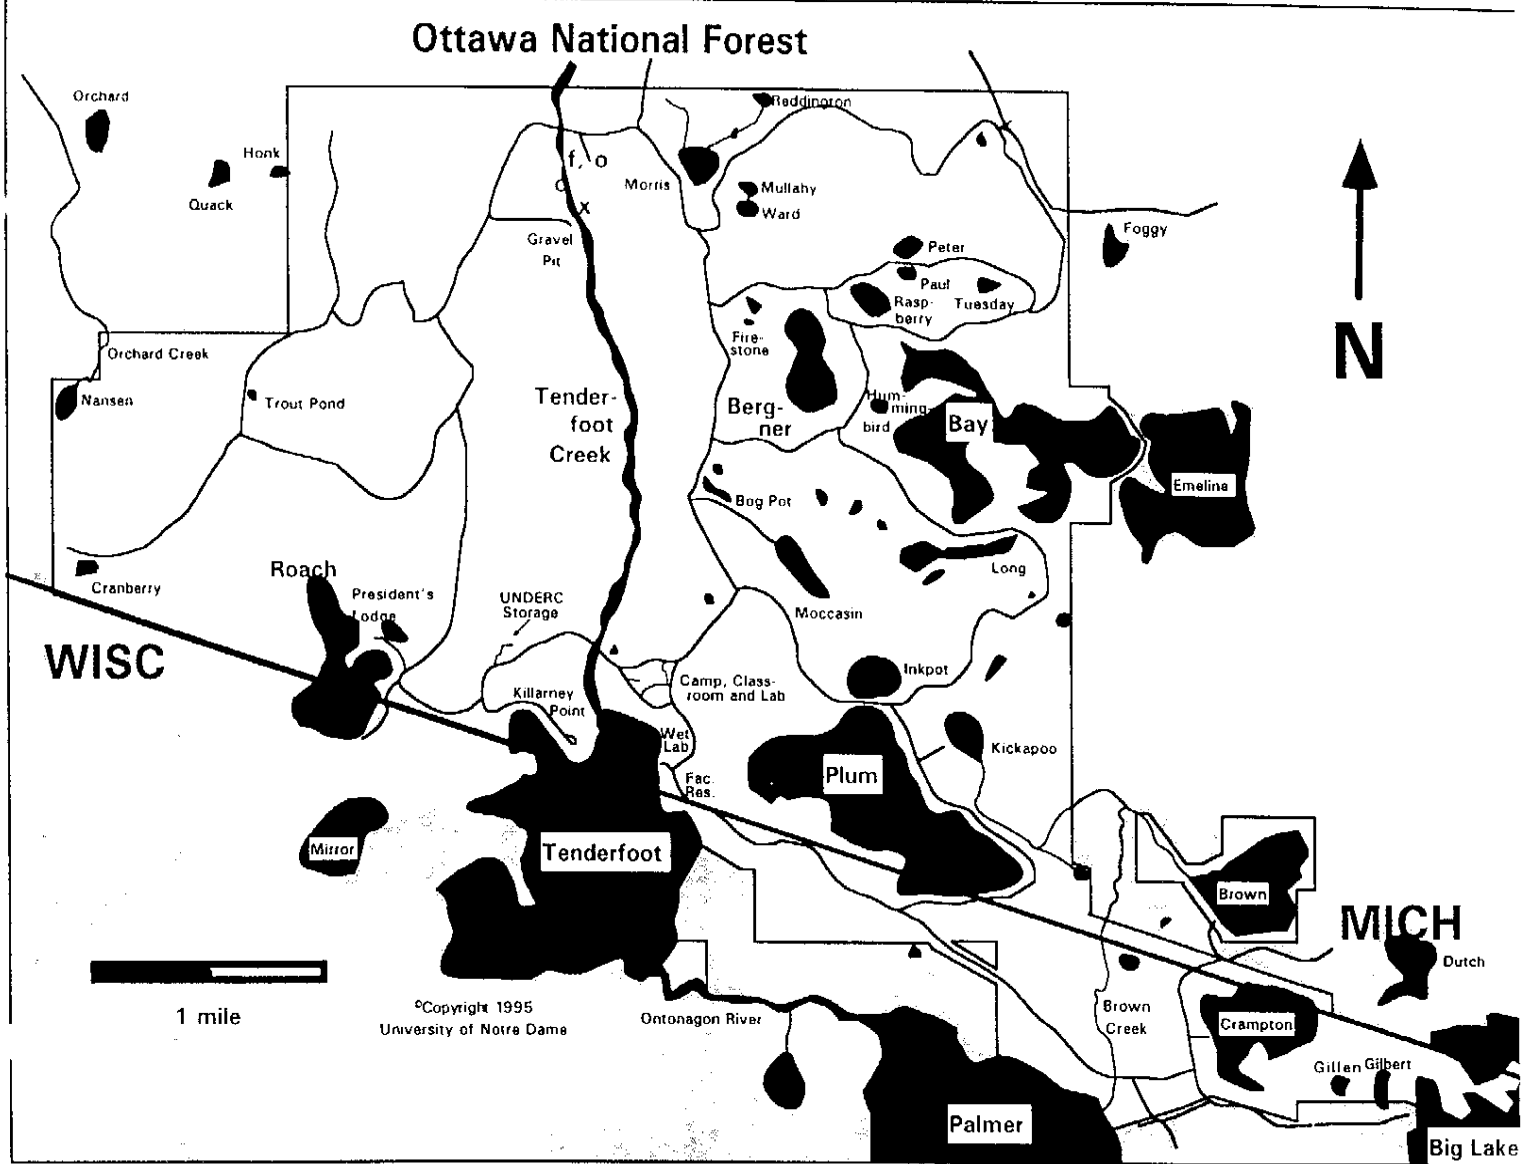 Ottawa National Forest
Orchard
Reddington
Honk
f, o
Morris
Mullahy
Quack
Ward
x
Foggy
Gravel
Pit
Peter
Paul
Rasp-
berry
Tuesday
N
Fire-
stone
Orchard Creek
Nansen
Trout Pond
Tender-
foot
Creek
Berg-
ner
Hum-
ming-
bird
Bay
Emeline
Bog Pot
Long
Roach
Cranberry
President's
Lodge
UNDERC
Storage
Moccasin
WISC
Inkpot
Camp, Class-
room and Lab
Killarney
Point
Wet
Lab
Kickapoo
Fac.
Res.
Plum
Mirror
Tenderfoot
Brown
MICH
Dutch
1 mile
©Copyright 1995
University of Notre Dame
Ontonagon River
Brown
Creek
Crampton
Gillen
Gilbert
Palmer
Big Lake